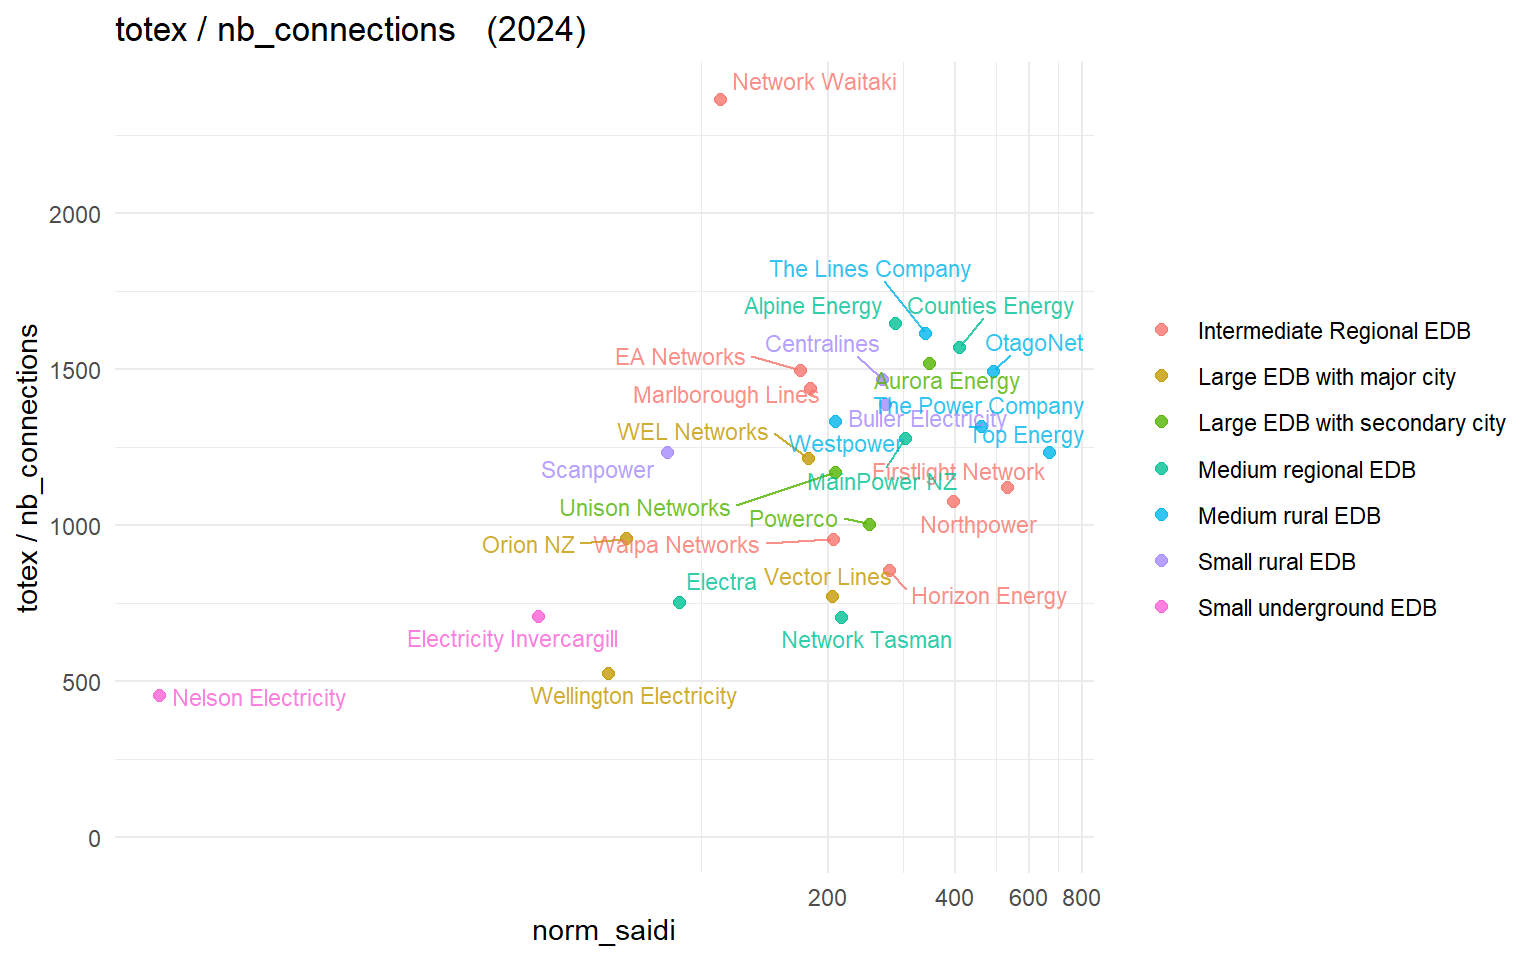 totex / nb_connections (2024)
Network Waitaki
2000
The Lines Company
Alpine Energy
Counties Energy
Centralines
OtagoNet
EA Networks
1500
Aurora Energy
Marlborough Lines
The Power Company
Buller Electricity
WEL Networks
Top Energy
Westpower
Scanpower
Firstlight Network
MainPower NZ
Unison Networks
Powerco
1000
Northpower
Orion NZ
Waipa Networks
Vector Lines
Electra
Horizon Energy
Electricity Invercargill
Network Tasman
500
Wellington Electricity
Nelson Electricity
0
200
400
600
800
norm_saidi
totex / nb_connections
Intermediate Regional EDB
Large EDB with major city
Large EDB with secondary city
Medium regional EDB
Medium rural EDB
Small rural EDB
Small underground EDB